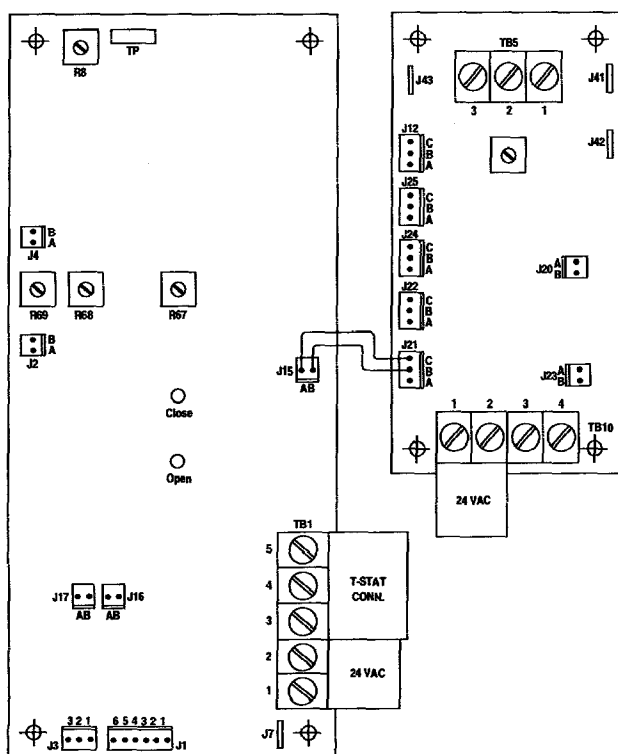 R8
TP
J4
B
A
R69
R68
R67
J2
B
A
Close
Open
J15
AB
J17
AB
AB
J16
TB1
5
4
3
2
1
T-STAT
CONN.
24 VAC
3 2 1
J3
6 5 4 3 2 1
J1
J7
J43
TB5
3 2 1
J41
J42
J12
C
B
A
J25
C
B
A
J24
C
B
A
J22
C
B
A
J21
C
B
A
J20
A
B
J23
A
B
1 2 3 4
TB10
24 VAC